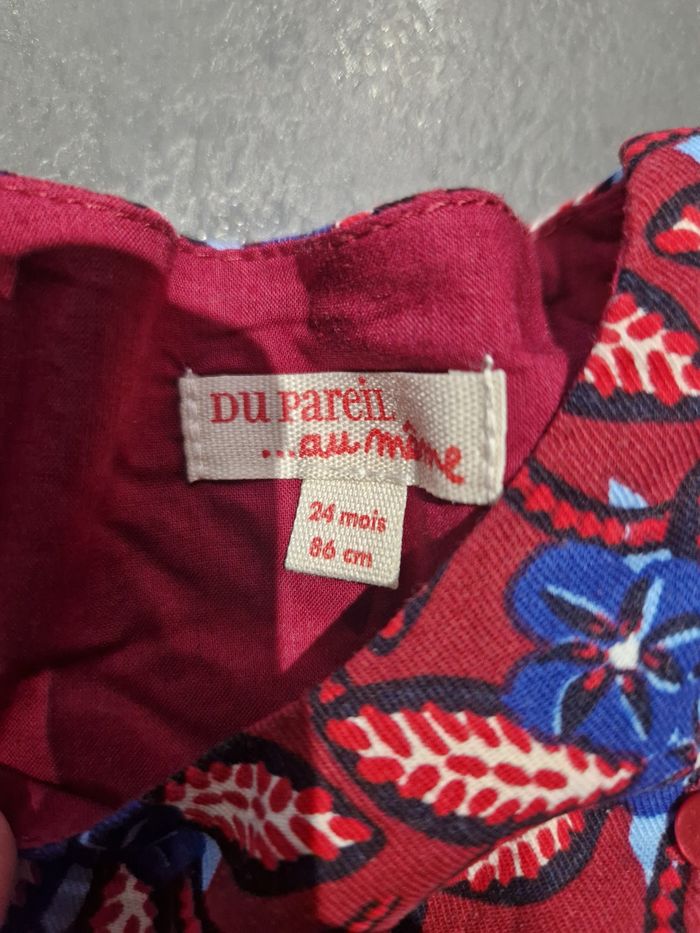 DU PareiL
...au même
24 mois
86 cm